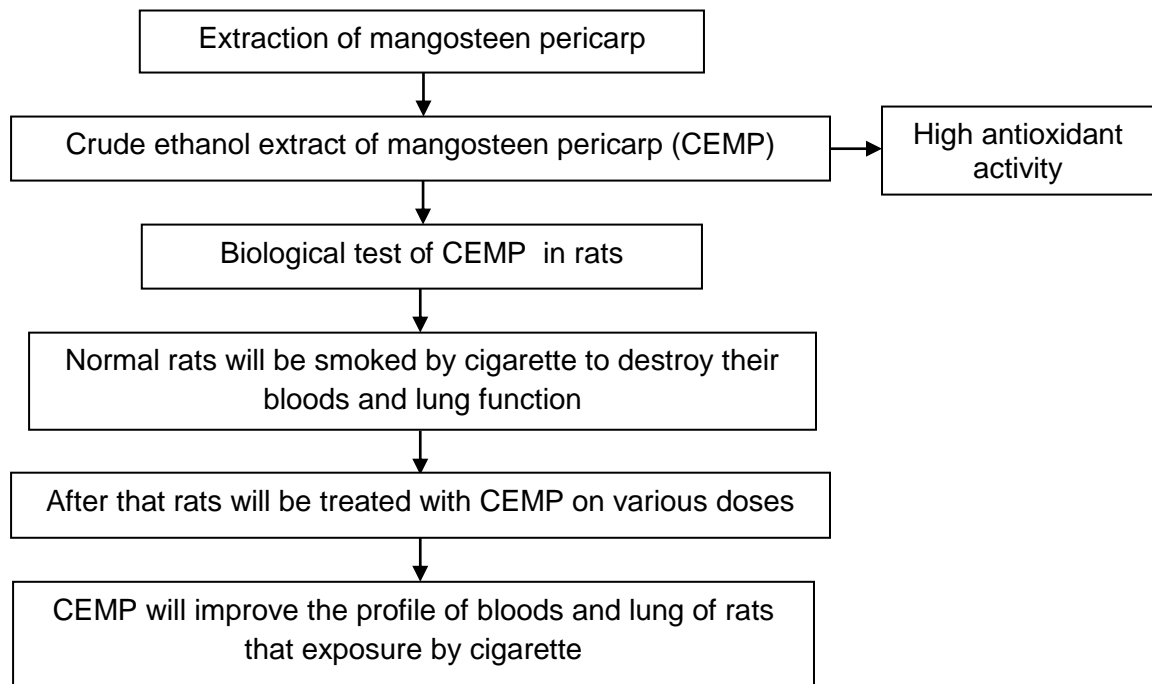 Extraction of mangosteen pericarp
Crude ethanol extract of mangosteen pericarp (CEMP)
High antioxidant
activity
Biological test of CEMP in rats
Normal rats will be smoked by cigarette to destroy their
bloods and lung function
After that rats will be treated with CEMP on various doses
CEMP will improve the profile of bloods and lung of rats
that exposure by cigarette